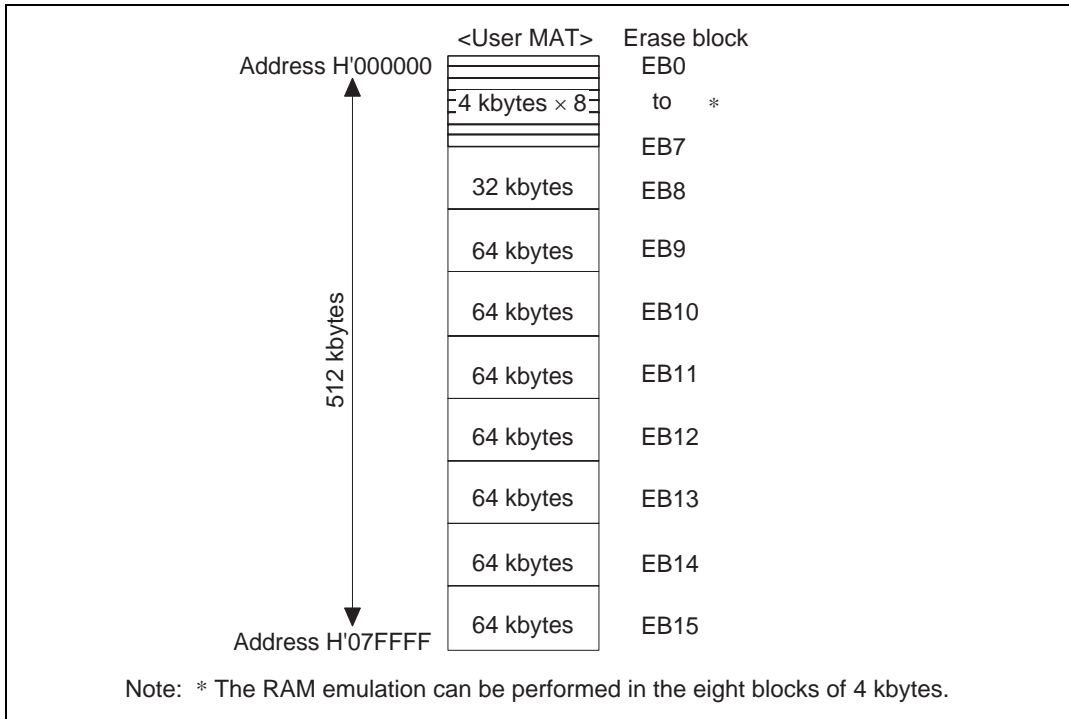 <User MAT> Erase block
Address H'000000 EB0
4 kbytes × 8 to *
EB7
32 kbytes EB8
64 kbytes EB9
64 kbytes EB10
512 kbytes
64 kbytes EB11
64 kbytes EB12
64 kbytes EB13
64 kbytes EB14
64 kbytes EB15
Address H'07FFFF
Note: * The RAM emulation can be performed in the eight blocks of 4 kbytes.